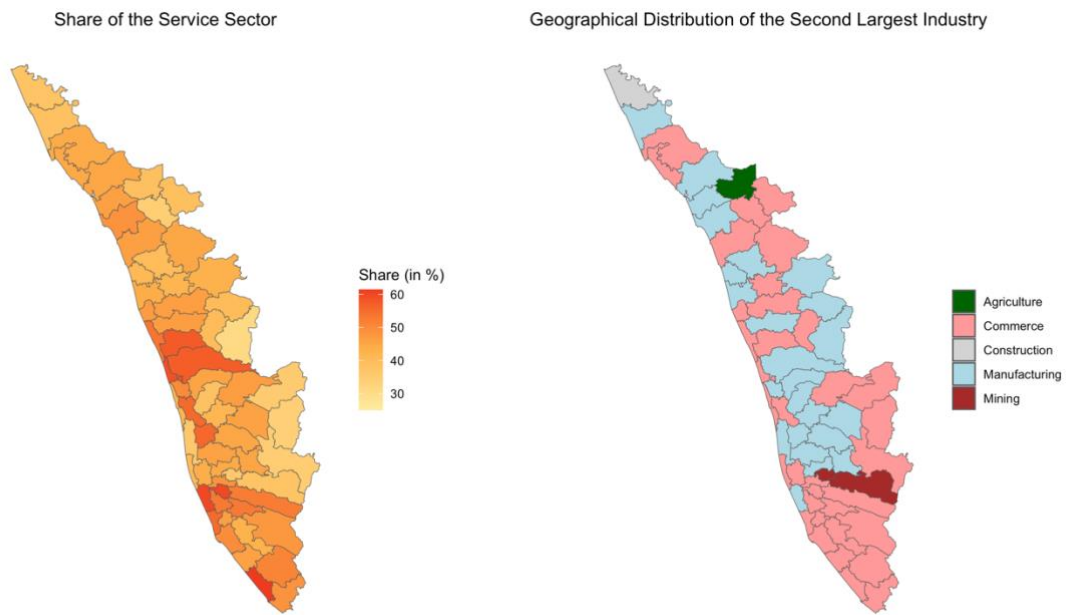 Share of the Service Sector
Geographical Distribution of the Second Largest Industry
Share (in %)
60
50
40
30
Agriculture
Commerce
Construction
Manufacturing
Mining